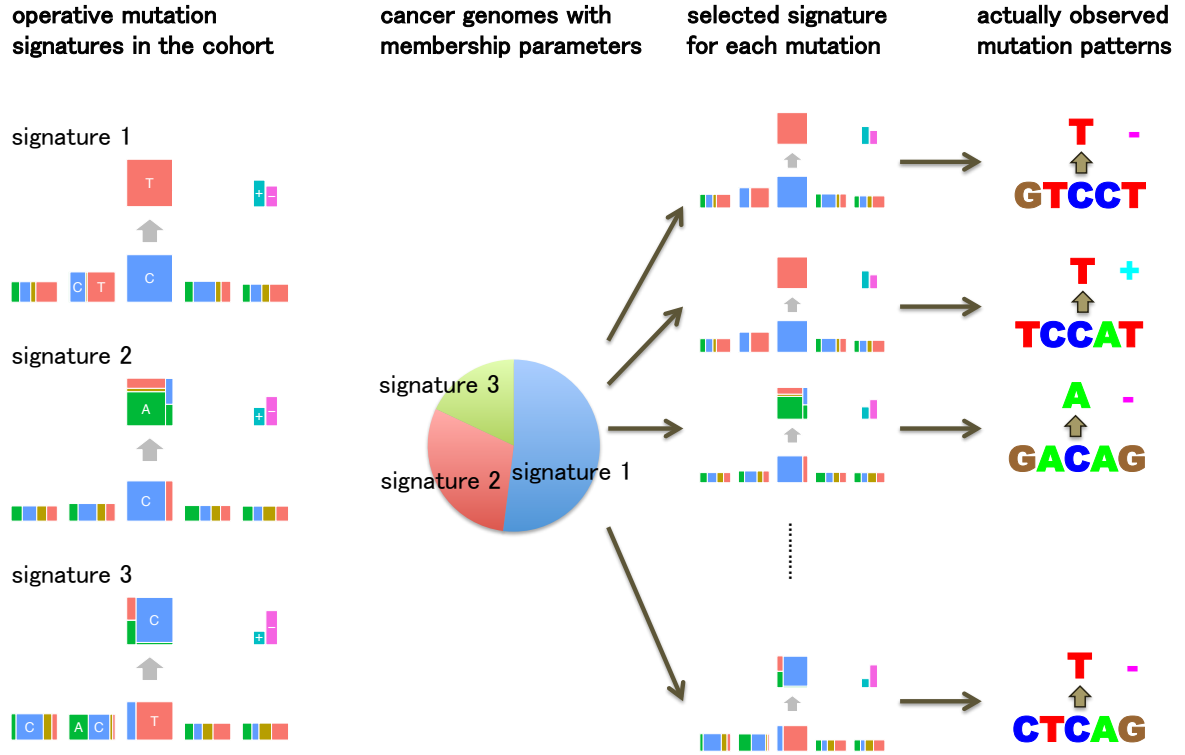 operative mutation
signatures in the cohort
cancer genomes with
membership parameters
selected signature
for each mutation
actually observed
mutation patterns
signature 1
T
+ −
C T
C
signature 2
A
+ −
C
signature 3
C
+ −
C
A C
T
signature 3
signature 2
signature 1
T -
GTCCT
T +
TCCAT
A -
GACAG
T -
CTCAG